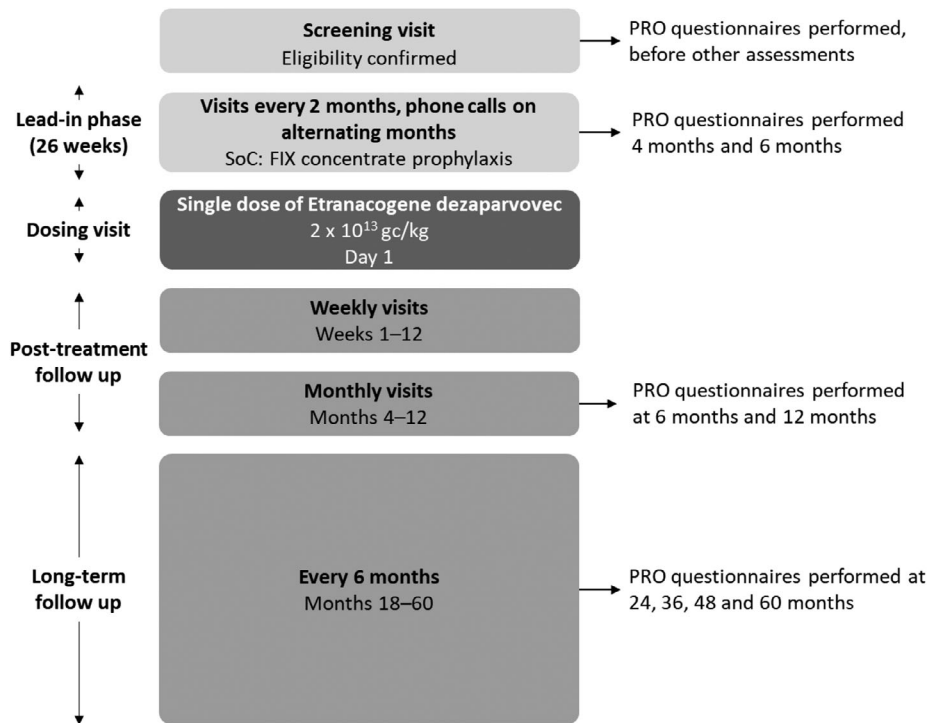 Screening visit
Eligibility confirmed
PRO questionnaires performed,
before other assessments
Lead-in phase
(26 weeks)
Visits every 2 months, phone calls on
alternating months
SoC: FIX concentrate prophylaxis
PRO questionnaires performed
4 months and 6 months
Dosing visit
Single dose of Etranacogene dezaparvovec
2 x 10¹³ gc/kg
Day 1
Post-treatment
follow up
Weekly visits
Weeks 1–12
Monthly visits
Months 4–12
PRO questionnaires performed
at 6 months and 12 months
Long-term
follow up
Every 6 months
Months 18–60
PRO questionnaires performed at
24, 36, 48 and 60 months